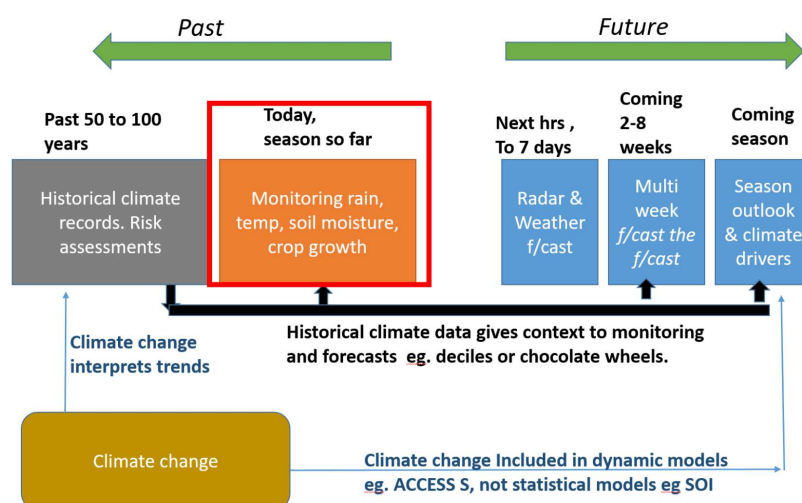 Past
Future
Past 50 to 100
years
Today,
season so far
Next hrs ,
To 7 days
Coming
2-8
weeks
Coming
season
Historical climate
records. Risk
assessments
Monitoring rain,
temp, soil moisture,
crop growth
Radar &
Weather
f/cast
Multi
week
f/cast the
f/cast
Season
outlook
& climate
drivers
Historical climate data gives context to monitoring
and forecasts eg. deciles or chocolate wheels.
Climate change
interprets trends
Climate change
Climate change Included in dynamic models
eg. ACCESS S, not statistical models eg SOI